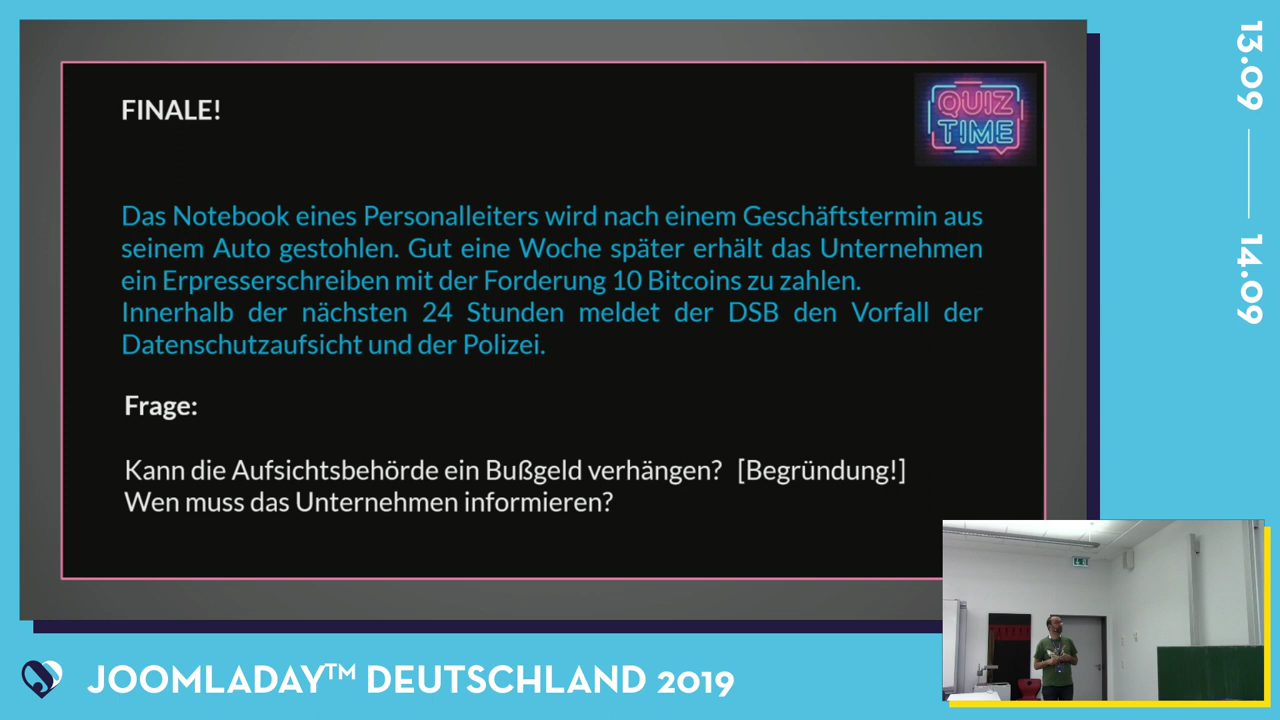 FINALE!
QUIZ
TIME
Das Notebook eines Personalleiters wird nach einem Geschäftstermin aus
seinem Auto gestohlen. Gut eine Woche später erhält das Unternehmen
ein Erpresserschreiben mit der Forderung 10 Bitcoins zu zahlen.
Innerhalb der nächsten 24 Stunden meldet der DSB den Vorfall der
Datenschutzaufsicht und der Polizei.
Frage:
Kann die Aufsichtsbehörde ein Bußgeld verhängen? [Begründung!]
Wen muss das Unternehmen informieren?
13.09
14.09
JOOMLADAY™ DEUTSCHLAND 2019